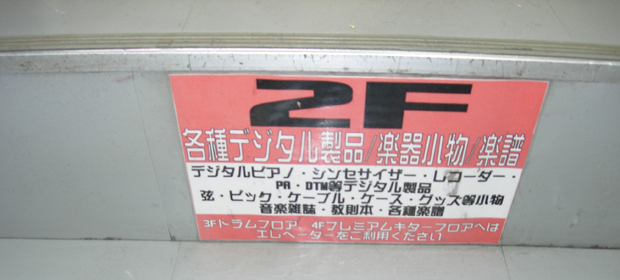 2F
各種デジタル製品/楽器小物/楽譜
デジタルピアノ・シンセサイザー・レコーダー・
PA・DTM等デジタル製品
弦・ピック・ケーブル・ケース・グッズ等小物
音楽雑誌・教則本・各種楽譜
3Fドラムフロア、4Fプレミアムギターフロアへは
エレベーターをご利用ください